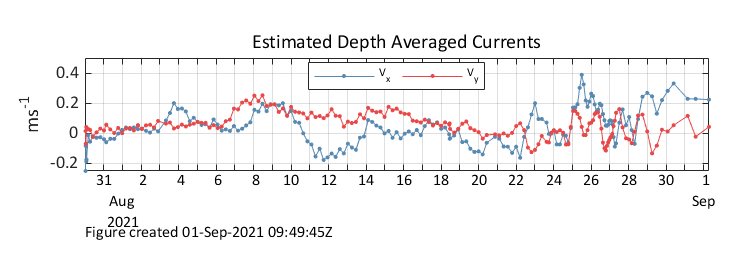 Estimated Depth Averaged Currents
Vx Vy
ms-1
0.4
0.2
0
-0.2
31 2 4 6 8 10 12 14 16 18 20 22 24 26 28 30 1
Aug Sep
2021
Figure created 01-Sep-2021 09:49:45Z